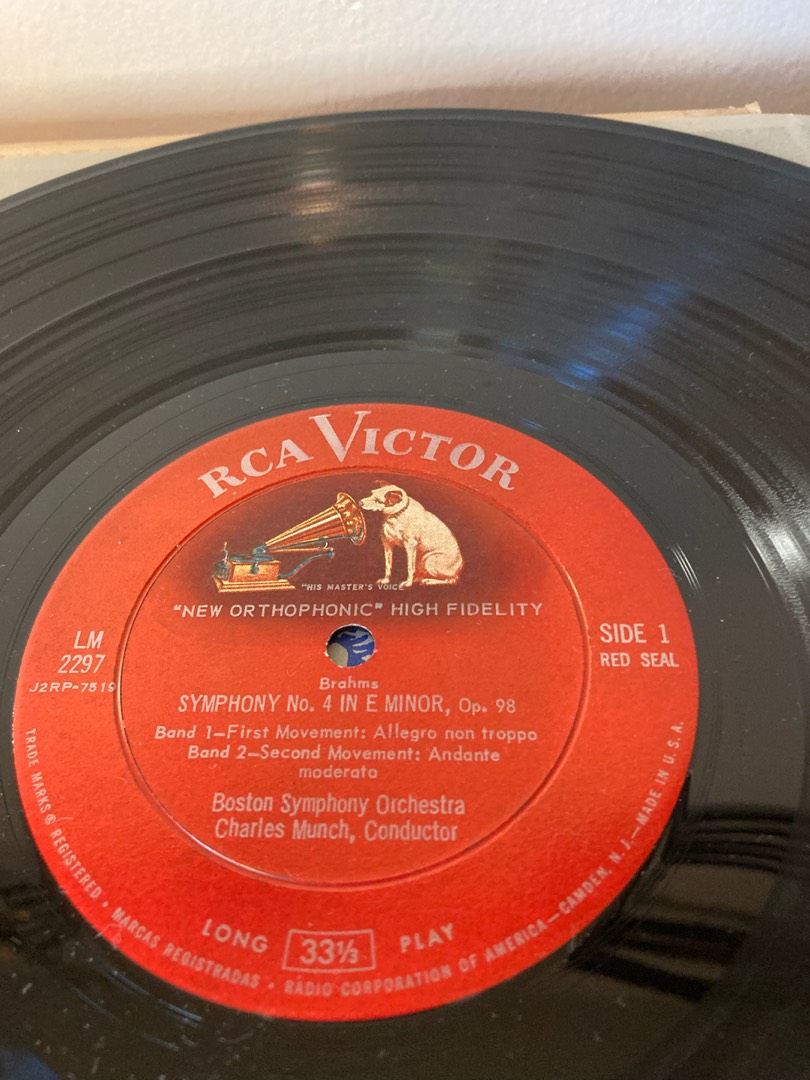 RCA VICTOR
"HIS MASTER'S VOICE"
"NEW ORTHOPHONIC" HIGH FIDELITY
LM
2297
J2RP-7519
SIDE 1
RED SEAL
Brahms
SYMPHONY No. 4 IN E MINOR, Op. 98
Band 1—First Movement: Allegro non troppo
Band 2—Second Movement: Andante
moderato
Boston Symphony Orchestra
Charles Munch, Conductor
LONG 33⅓ PLAY
TRADE MARKS ® REGISTERED • MARCAS REGISTRADAS • RADIO CORPORATION OF AMERICA—CAMDEN, N. J.—MADE IN U. S. A.